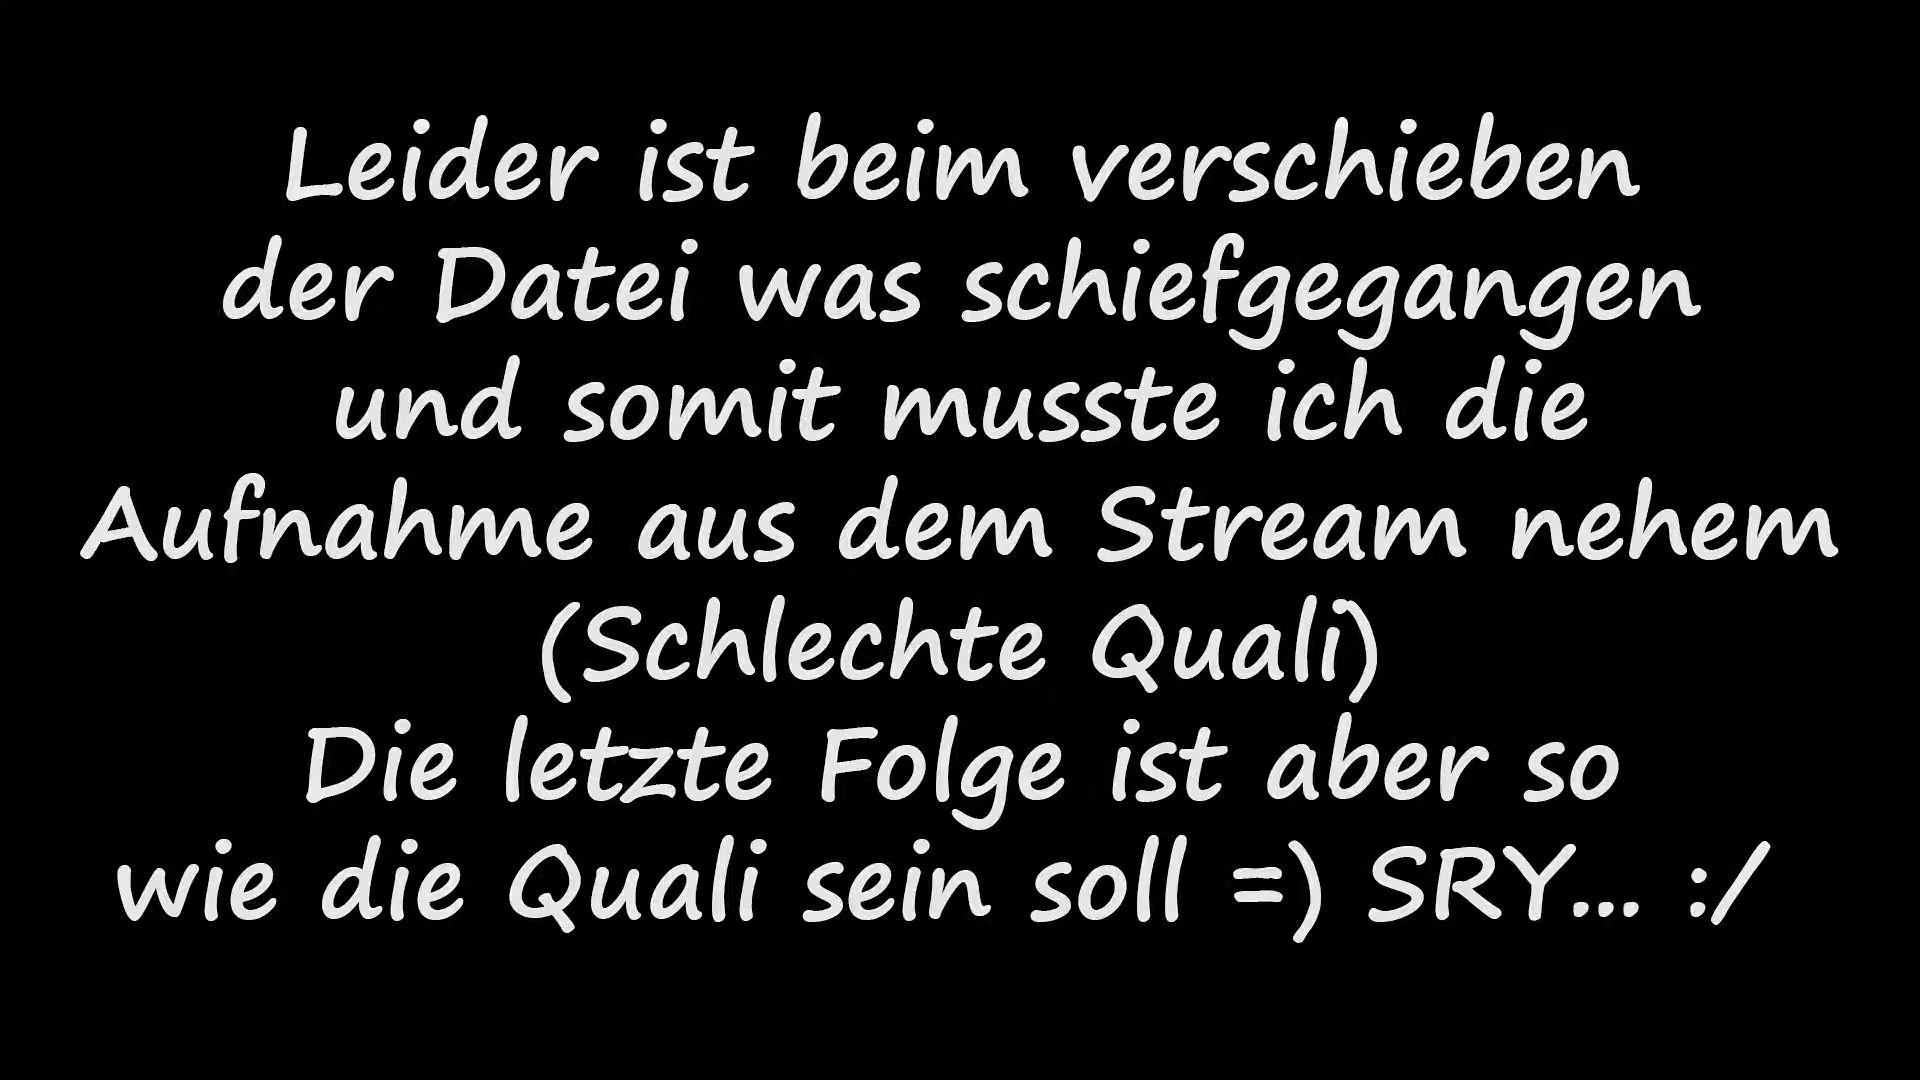 Leider ist beim verschieben
der Datei was schiefgegangen
und somit musste ich die
Aufnahme aus dem Stream nehem
(Schlechte Quali)
Die letzte Folge ist aber so
wie die Quali sein soll =) SRY... :/